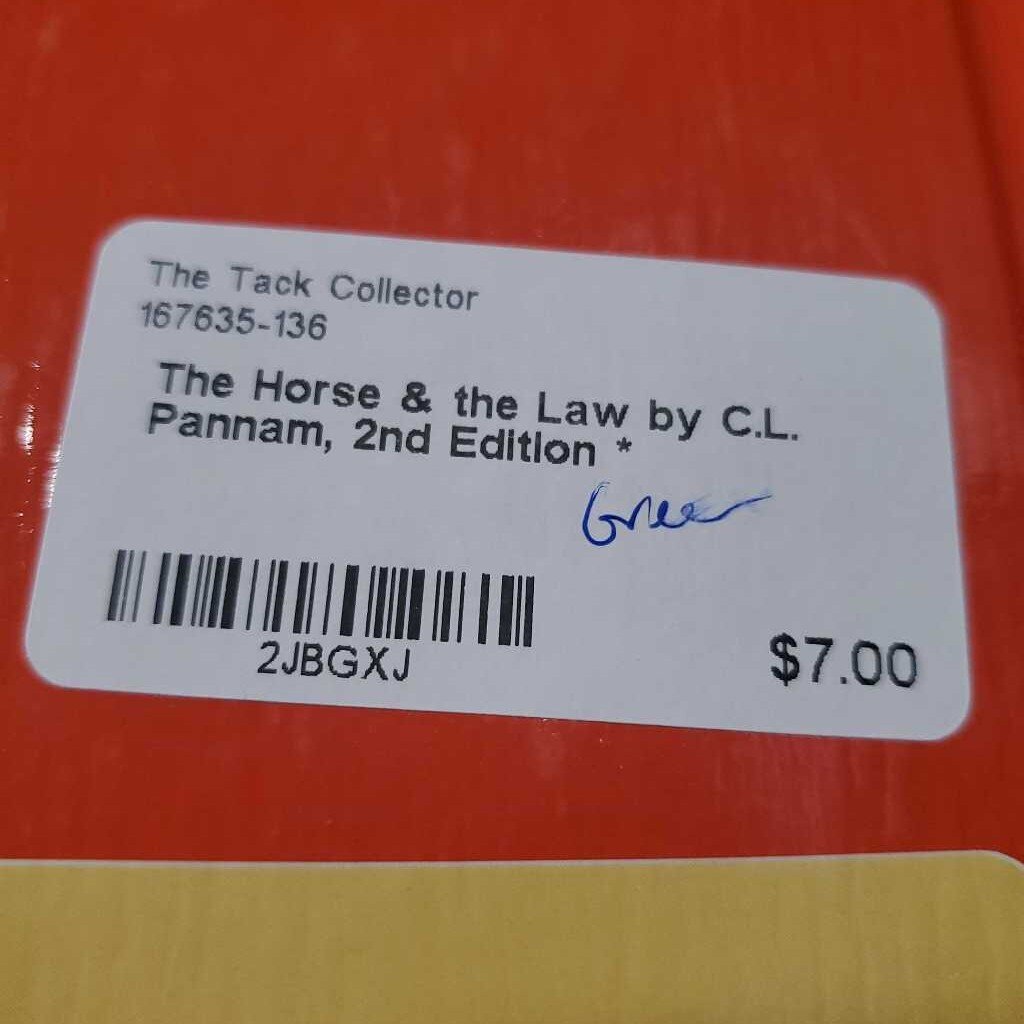 The Tack Collector
167635-136
The Horse & the Law by C.L.
Pannam, 2nd Edition *
2JBGXJ
$7.00